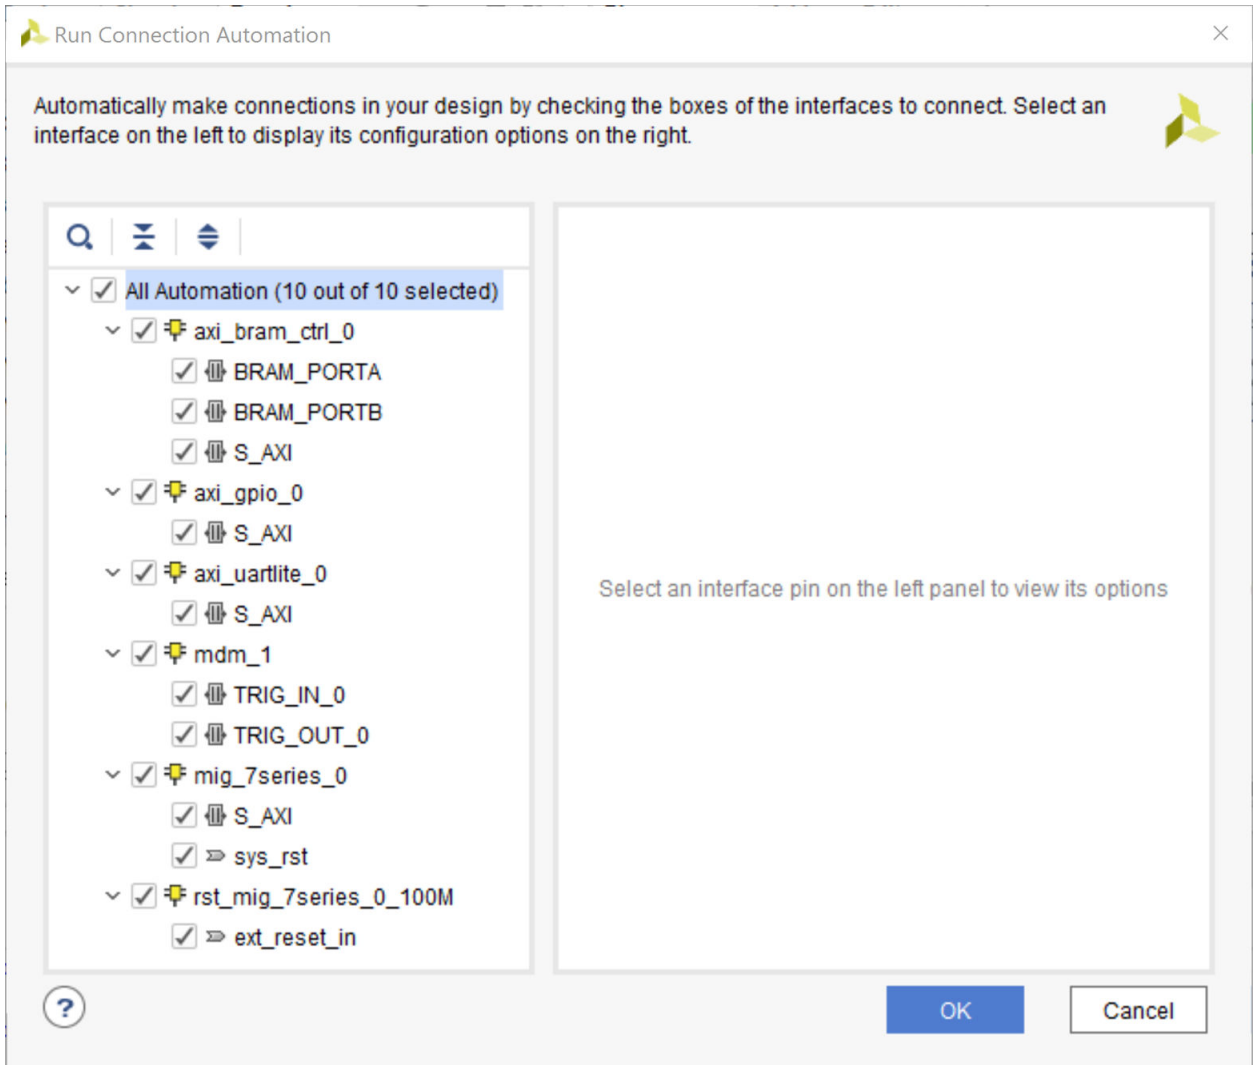 Run Connection Automation
Automatically make connections in your design by checking the boxes of the interfaces to connect. Select an
interface on the left to display its configuration options on the right.
All Automation (10 out of 10 selected)
axi_bram_ctrl_0
BRAM_PORTA
BRAM_PORTB
S_AXI
axi_gpio_0
S_AXI
axi_uartlite_0
S_AXI
mdm_1
TRIG_IN_0
TRIG_OUT_0
mig_7series_0
S_AXI
sys_rst
rst_mig_7series_0_100M
ext_reset_in
Select an interface pin on the left panel to view its options
?
OK
Cancel